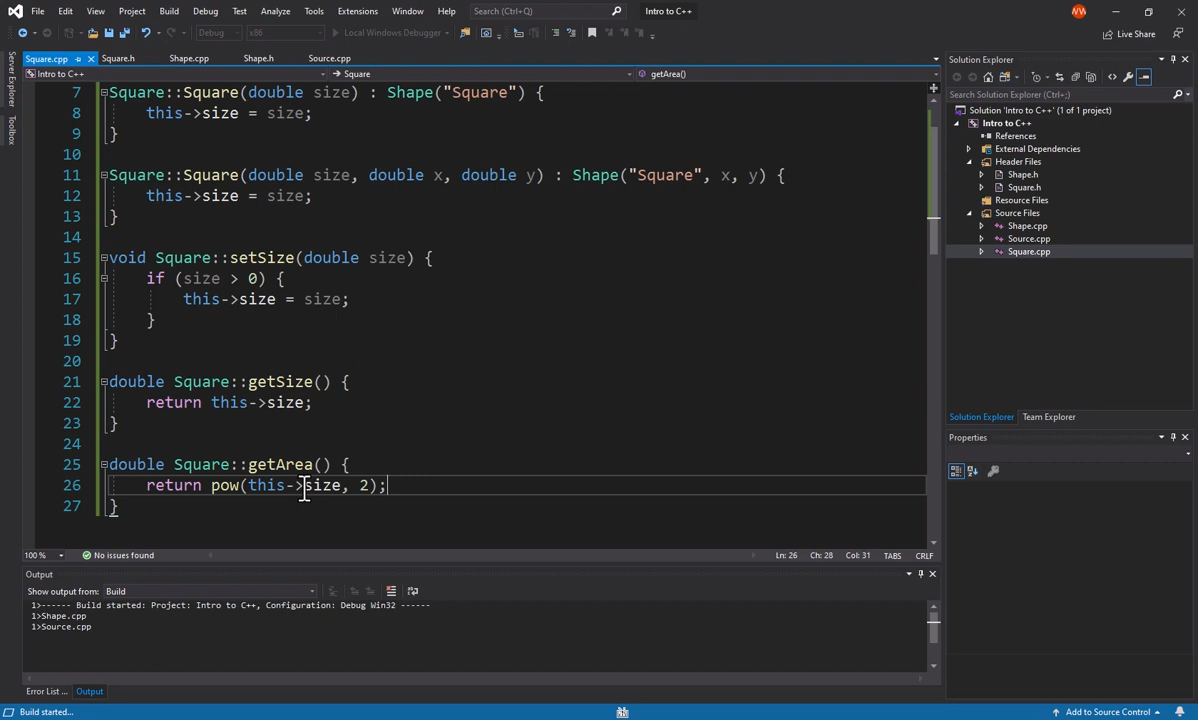 File Edit View Project Build Debug Test Analyze Tools Extensions Window Help Search (Ctrl+Q) Intro to C++
Debug x86 Local Windows Debugger Live Share
Square.cpp Square.h Shape.cpp Shape.h Source.cpp
Intro to C++ Square getArea()
Server Explorer
Toolbox
7 Square::Square(double size) : Shape("Square") {
8 this->size = size;
9 }
10
11 Square::Square(double size, double x, double y) : Shape("Square", x, y) {
12 this->size = size;
13 }
14
15 void Square::setSize(double size) {
16 if (size > 0) {
17 this->size = size;
18 }
19 }
20
21 double Square::getSize() {
22 return this->size;
23 }
24
25 double Square::getArea() {
26 return pow(this->size, 2);
27 }
100 % No issues found Ln: 26 Ch: 28 Col: 31 TABS CRLF
Output
Show output from: Build
1>------ Build started: Project: Intro to C++, Configuration: Debug Win32 ------
1>Shape.cpp
1>Source.cpp
Error List ... Output
Solution Explorer
Search Solution Explorer (Ctrl+;)
Solution 'Intro to C++' (1 of 1 project)
Intro to C++
References
External Dependencies
Header Files
Shape.h
Square.h
Resource Files
Source Files
Shape.cpp
Source.cpp
Square.cpp
Solution Explorer Team Explorer
Properties
Build started... Add to Source Control